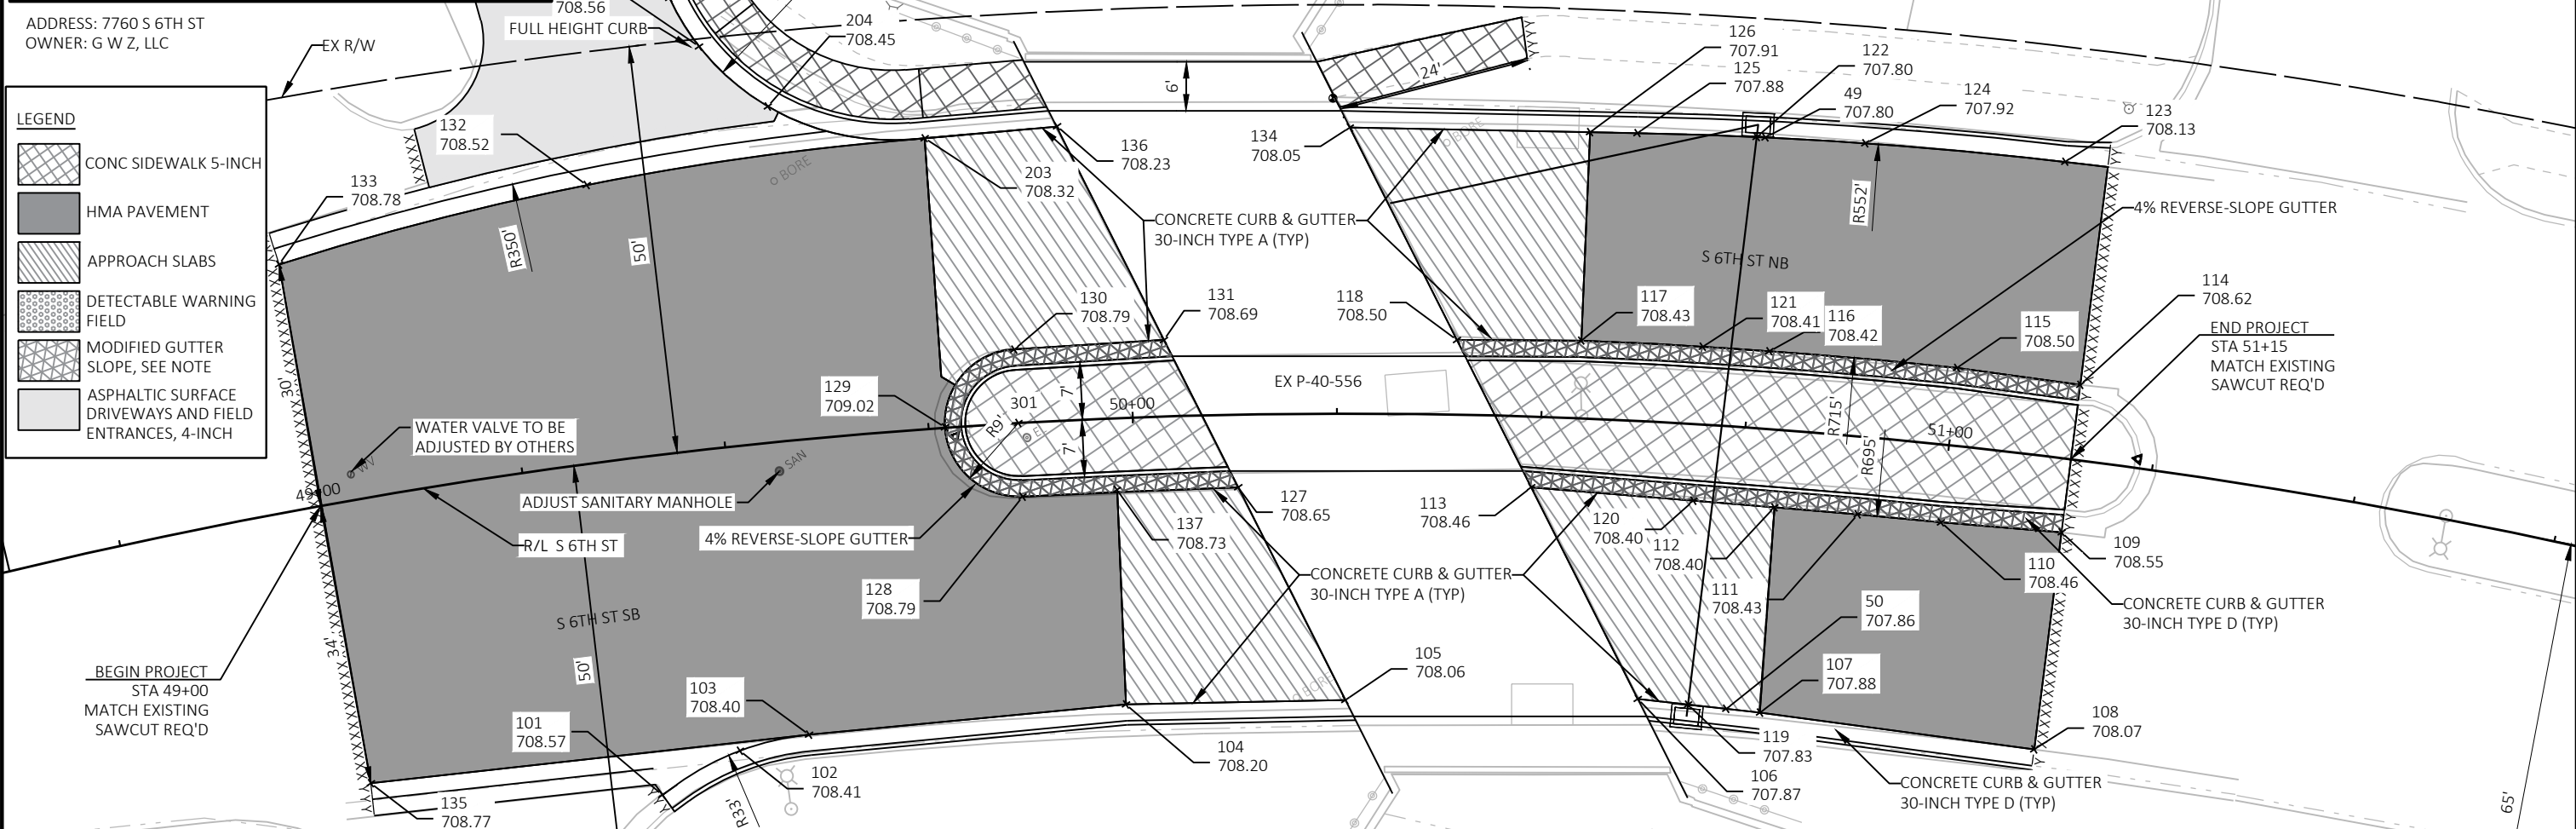 ADDRESS: 7760 S 6TH ST
OWNER: G W Z, LLC
EX R/W
LEGEND
CONC SIDEWALK 5-INCH
HMA PAVEMENT
APPROACH SLABS
DETECTABLE WARNING
FIELD
MODIFIED GUTTER
SLOPE, SEE NOTE
ASPHALTIC SURFACE
DRIVEWAYS AND FIELD
ENTRANCES, 4-INCH
708.56
FULL HEIGHT CURB
204
708.45
132
708.52
133
708.78
R350'
50'
BORE
203
708.32
136
708.23
6'
24'
134
708.05
126
707.91
125
707.88
122
707.80
49
707.80
124
707.92
123
708.13
BORE
CONCRETE CURB & GUTTER
30-INCH TYPE A (TYP)
R552'
4% REVERSE-SLOPE GUTTER
S 6TH ST NB
130
708.79
131
708.69
118
708.50
117
708.43
121
708.41
116
708.42
115
708.50
114
708.62
END PROJECT
STA 51+15
MATCH EXISTING
SAWCUT REQ'D
30'
129
709.02
R9'
301
7'
7'
50+00
EX P-40-556
R715'
R695'
51+00
WATER VALVE TO BE
ADJUSTED BY OTHERS
WV
49+00
SAN
ADJUST SANITARY MANHOLE
R/L S 6TH ST
4% REVERSE-SLOPE GUTTER
137
708.73
127
708.65
113
708.46
120
708.40
112
708.40
111
708.43
110
708.46
109
708.55
128
708.79
CONCRETE CURB & GUTTER
30-INCH TYPE A (TYP)
50
707.86
CONCRETE CURB & GUTTER
30-INCH TYPE D (TYP)
S 6TH ST SB
34'
50'
BEGIN PROJECT
STA 49+00
MATCH EXISTING
SAWCUT REQ'D
103
708.40
101
708.57
105
708.06
BORE
107
707.88
108
708.07
104
708.20
119
707.83
106
707.87
102
708.41
R33'
135
708.77
CONCRETE CURB & GUTTER
30-INCH TYPE D (TYP)
65'